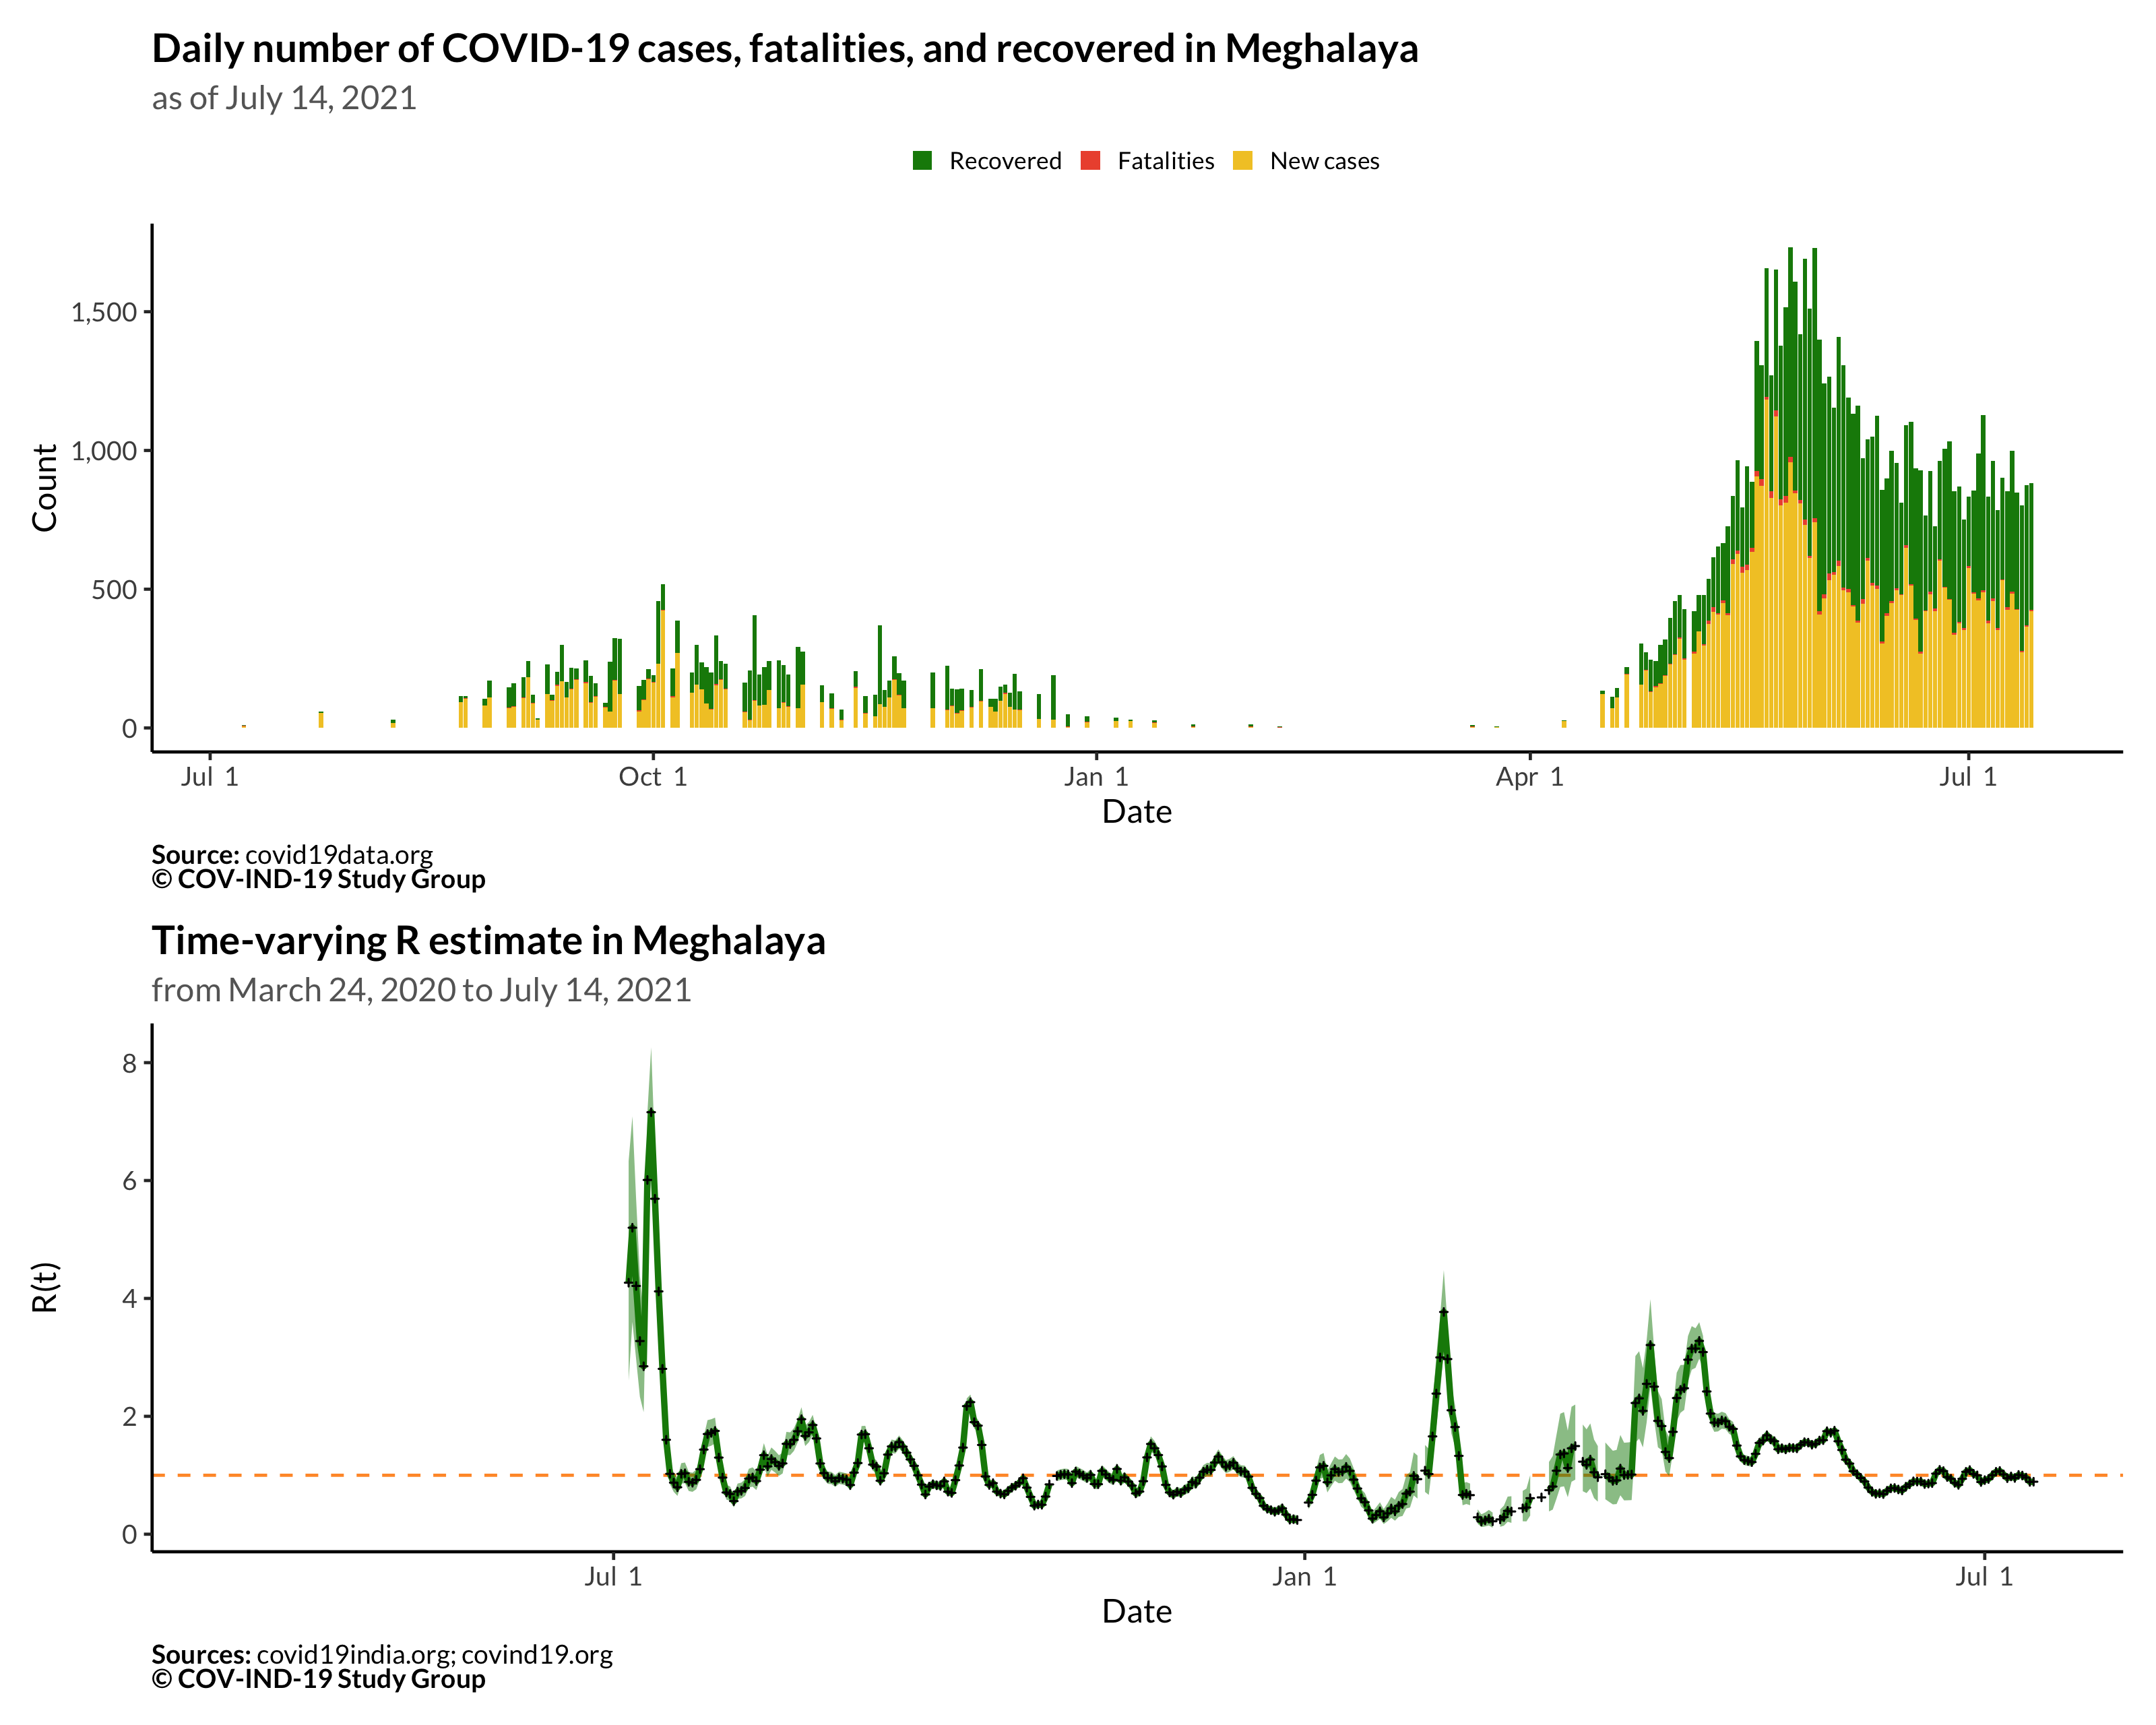 Daily number of COVID-19 cases, fatalities, and recovered in Meghalaya
as of July 14, 2021
Recovered Fatalities New cases
Count
1,500
1,000
500
0
Jul 1 Oct 1 Jan 1 Apr 1 Jul 1
Date
Source: covid19data.org
© COV-IND-19 Study Group
Time-varying R estimate in Meghalaya
from March 24, 2020 to July 14, 2021
R(t)
8
6
4
2
0
Jul 1 Jan 1 Jul 1
Date
Sources: covid19india.org; covind19.org
© COV-IND-19 Study Group